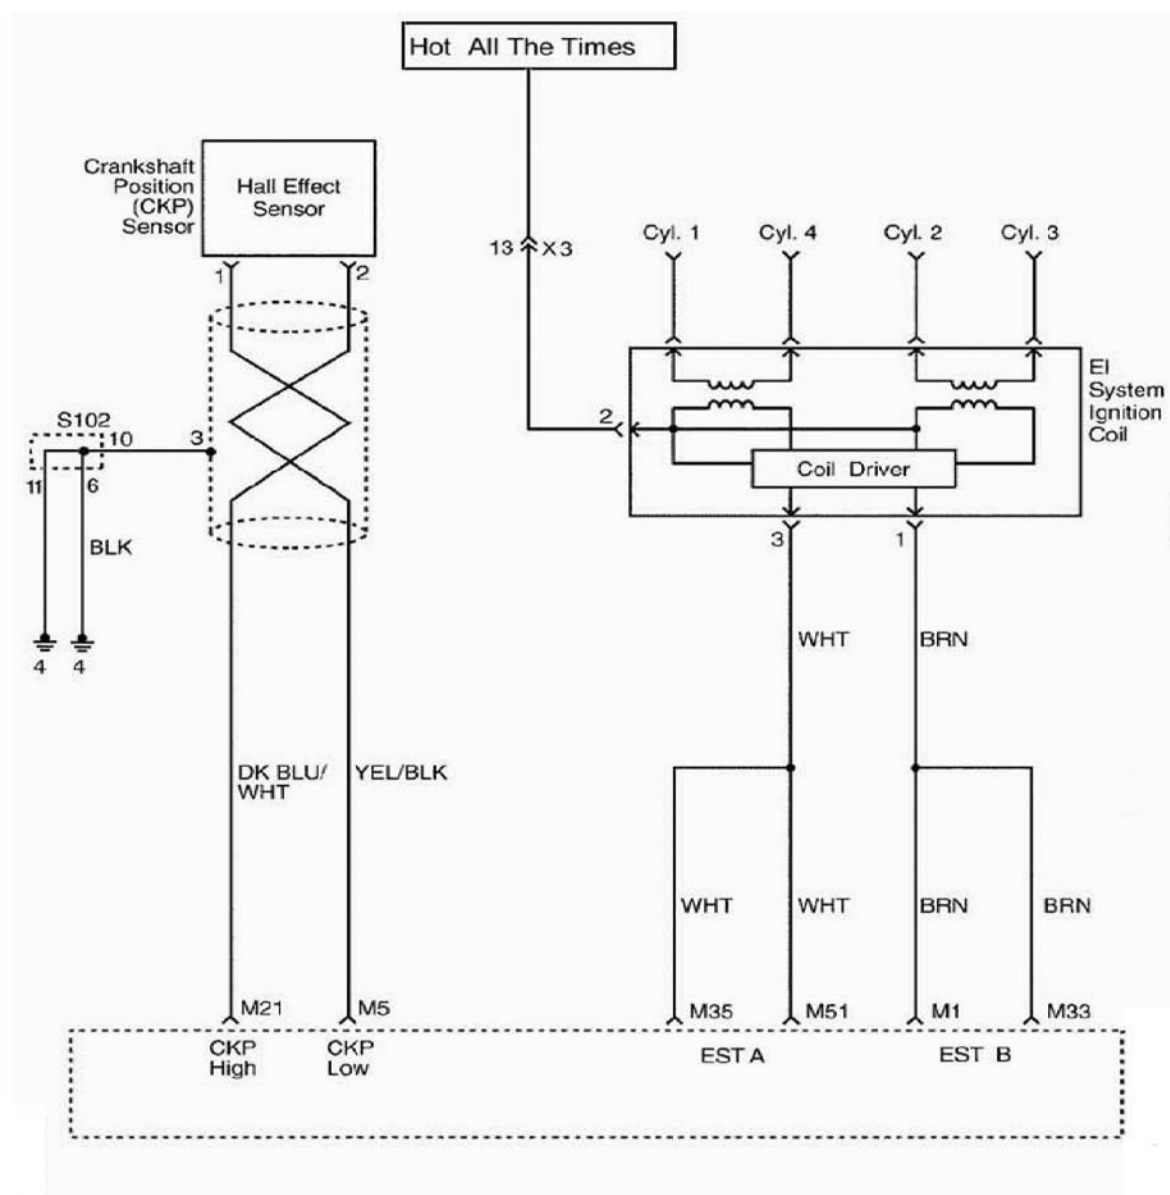 Hot All The Times
Crankshaft
Position
(CKP)
Sensor
Hall Effect
Sensor
1
2
13
X3
Cyl. 1
Cyl. 4
Cyl. 2
Cyl. 3
EI
System
Ignition
Coil
2
Coil Driver
3
1
S102
10
3
11
6
BLK
4
4
WHT
BRN
DK BLU/
WHT
YEL/BLK
WHT
WHT
BRN
BRN
M21
M5
M35
M51
M1
M33
CKP
High
CKP
Low
EST A
EST B